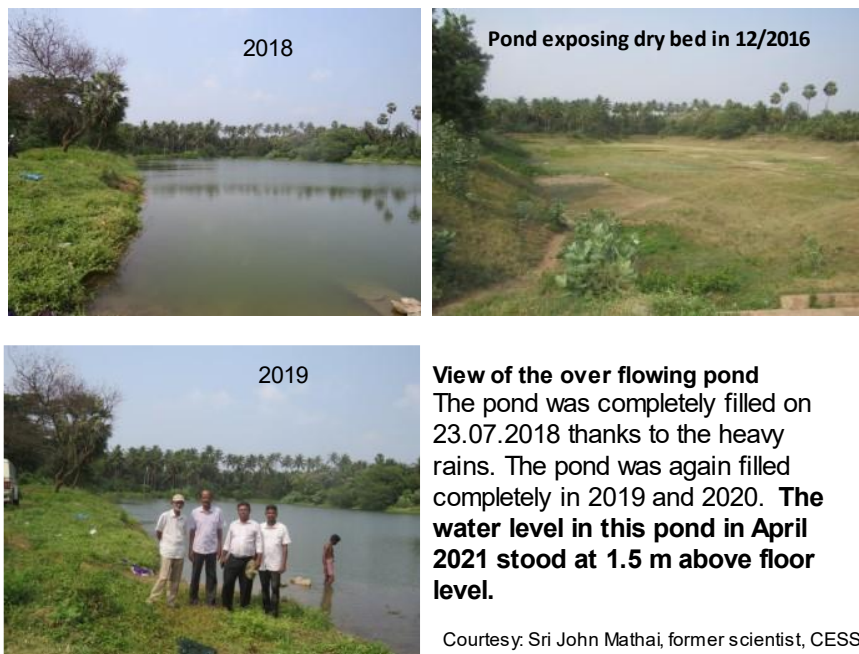 2018
Pond exposing dry bed in 12/2016
2019
View of the over flowing pond
The pond was completely filled on
23.07.2018 thanks to the heavy
rains. The pond was again filled
completely in 2019 and 2020. The
water level in this pond in April
2021 stood at 1.5 m above floor
level.
Courtesy: Sri John Mathai, former scientist, CESS